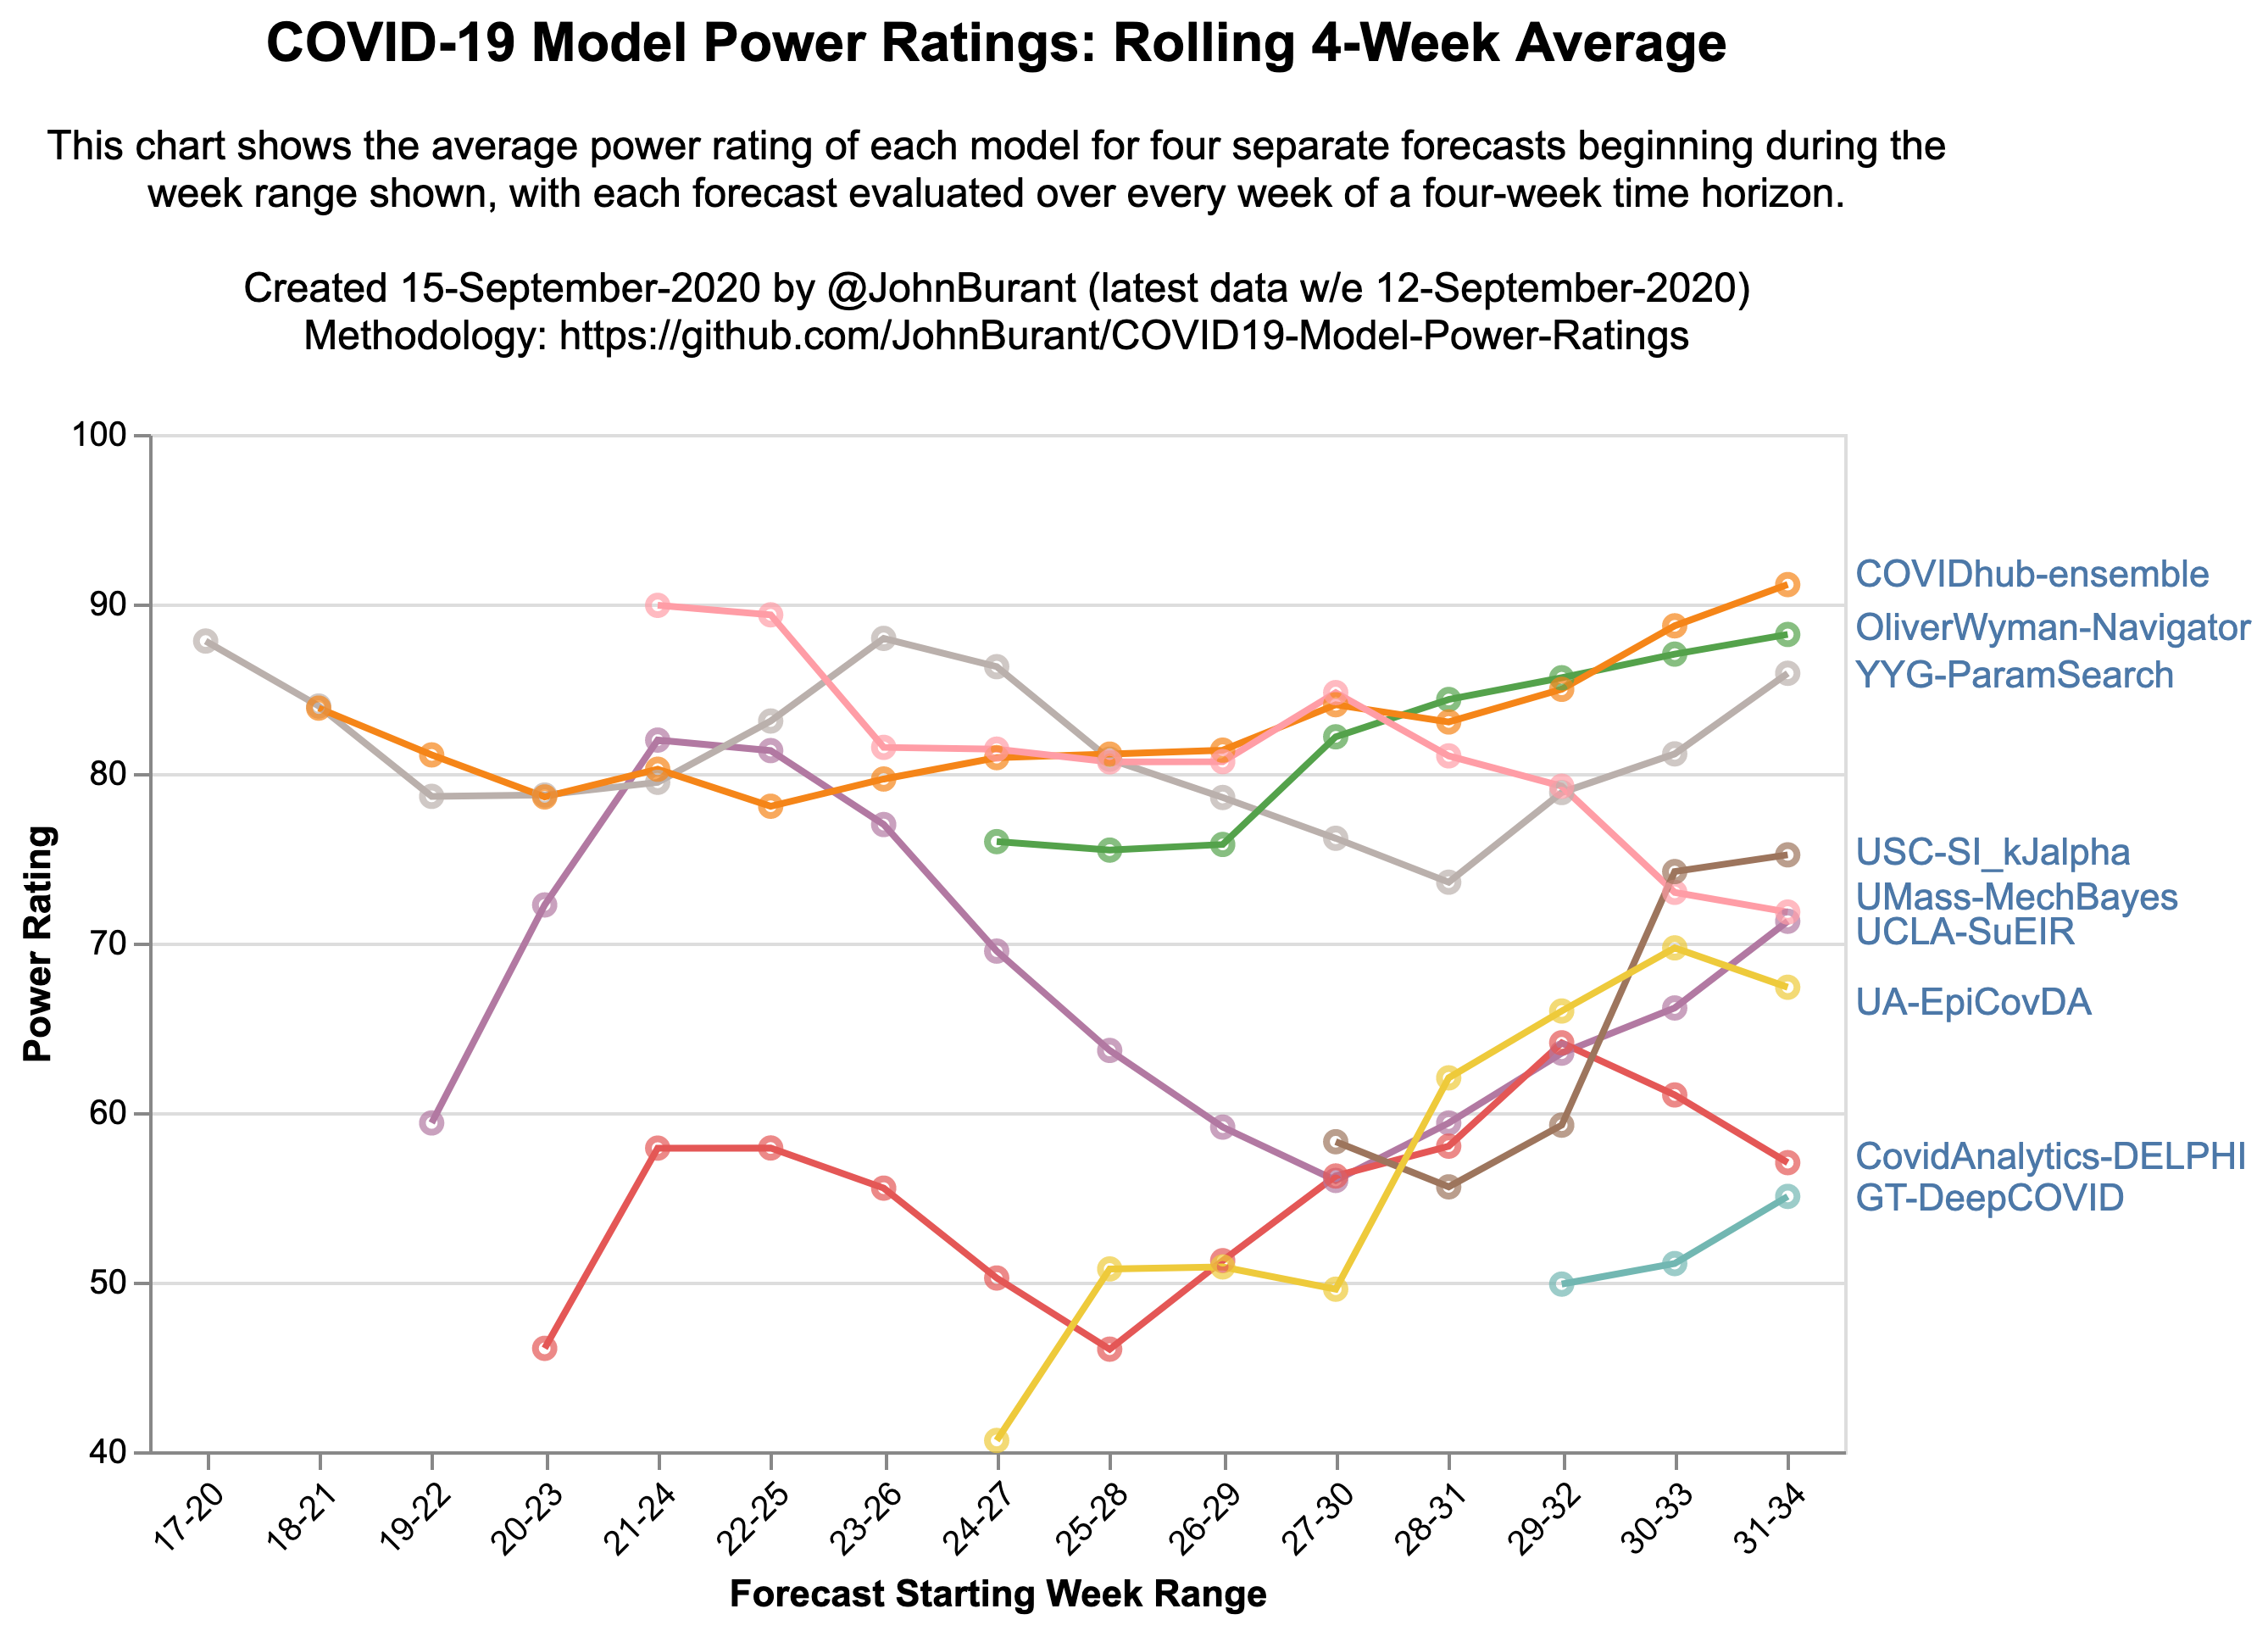 COVID-19 Model Power Ratings: Rolling 4-Week Average
This chart shows the average power rating of each model for four separate forecasts beginning during the
week range shown, with each forecast evaluated over every week of a four-week time horizon.
Created 15-September-2020 by @JohnBurant (latest data w/e 12-September-2020)
Methodology: https://github.com/JohnBurant/COVID19-Model-Power-Ratings
100
90
80
70
60
50
40
Power Rating
COVIDhub-ensemble
OliverWyman-Navigator
YYG-ParamSearch
USC-SI_kJalpha
UMass-MechBayes
UCLA-SuEIR
UA-EpiCovDA
CovidAnalytics-DELPHI
GT-DeepCOVID
17-20
18-21
19-22
20-23
21-24
22-25
23-26
24-27
25-28
26-29
27-30
28-31
29-32
30-33
31-34
Forecast Starting Week Range